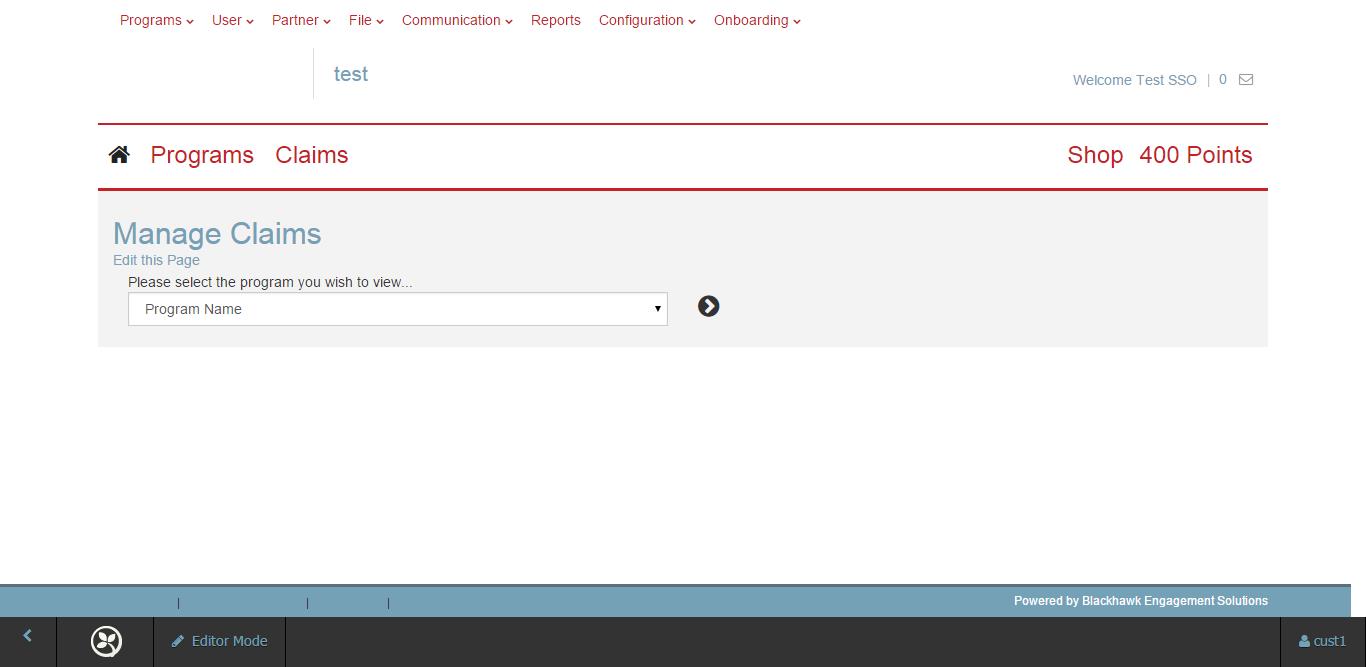 Programs User Partner File Communication Reports Configuration Onboarding
test
Welcome Test SSO | 0
Programs Claims Shop 400 Points
Manage Claims
Edit this Page
Please select the program you wish to view...
Program Name
| | |
Powered by Blackhawk Engagement Solutions
Editor Mode cust1